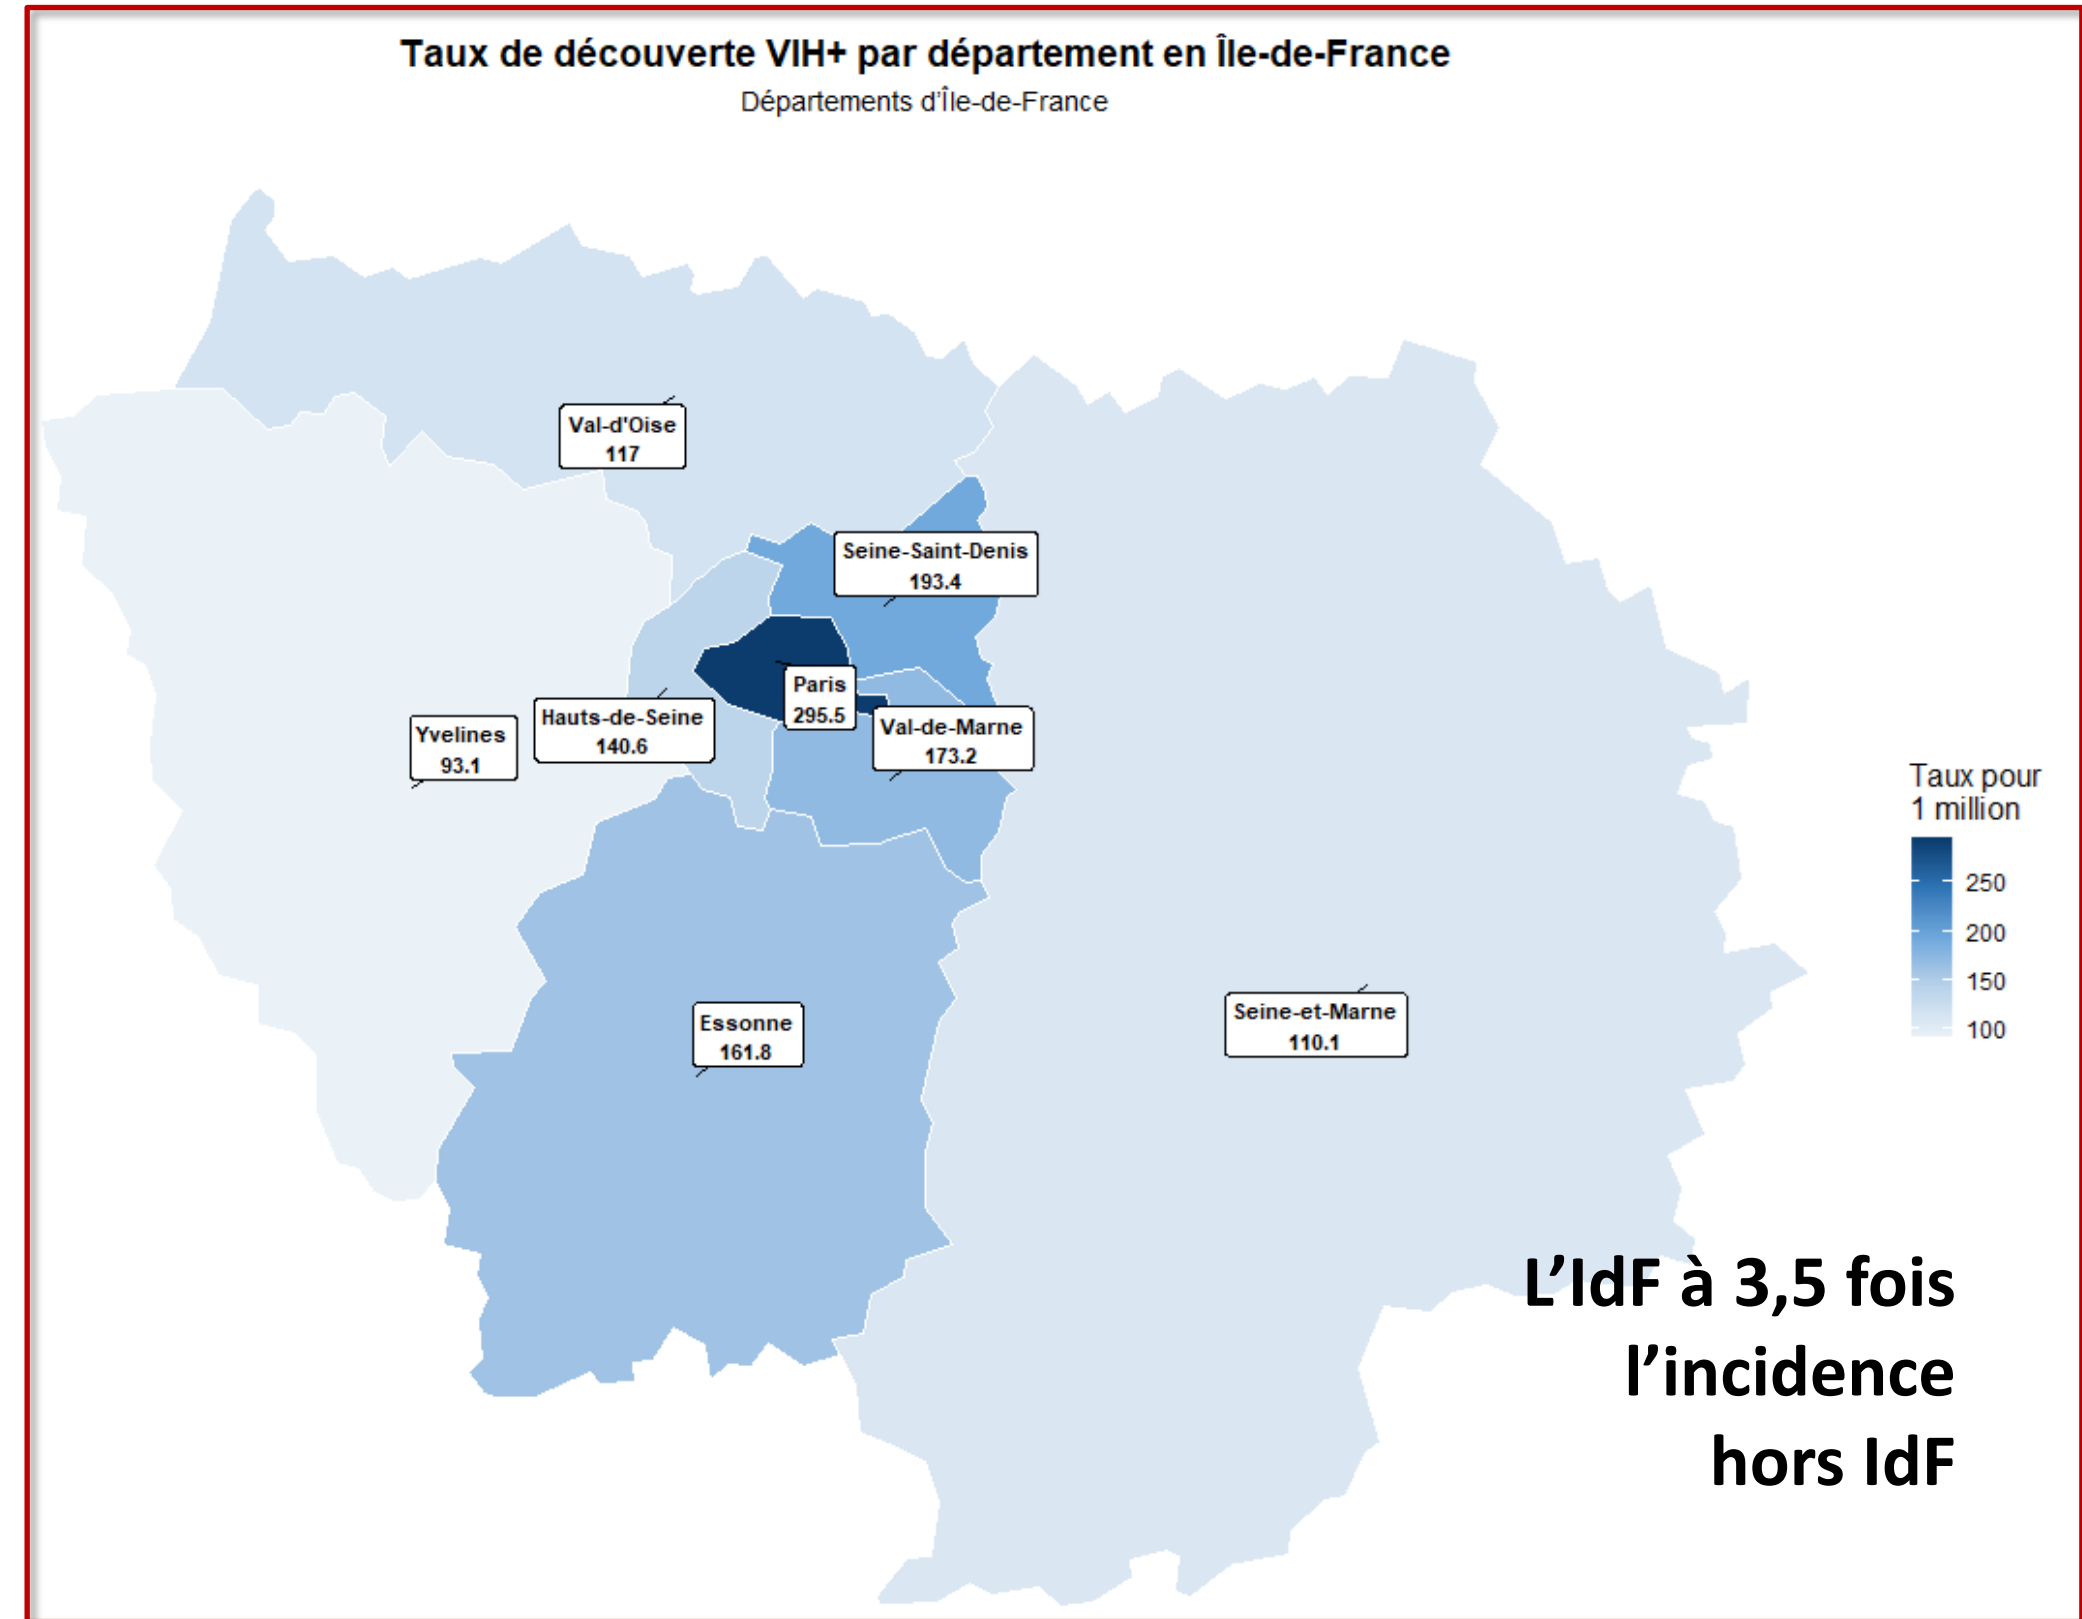 Taux de découverte VIH+ par département en Île-de-France
Départements d'Île-de-France
Val-d'Oise
117
Seine-Saint-Denis
193.4
Paris
295.5
Hauts-de-Seine
140.6
Yvelines
93.1
Val-de-Marne
173.2
Taux pour
1 million
250
200
150
100
Essonne
161.8
Seine-et-Marne
110.1
L’IdF à 3,5 fois
l’incidence
hors IdF